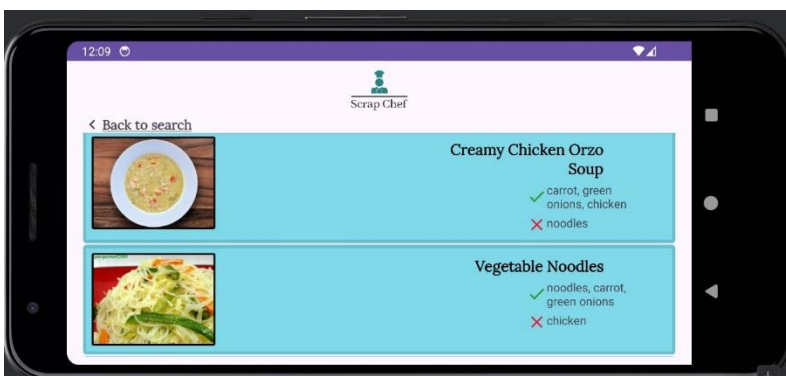 12:09
Scrap Chef
Back to search
Creamy Chicken Orzo
Soup
carrot, green
onions, chicken
noodles
Vegetable Noodles
noodles, carrot,
green onions
chicken